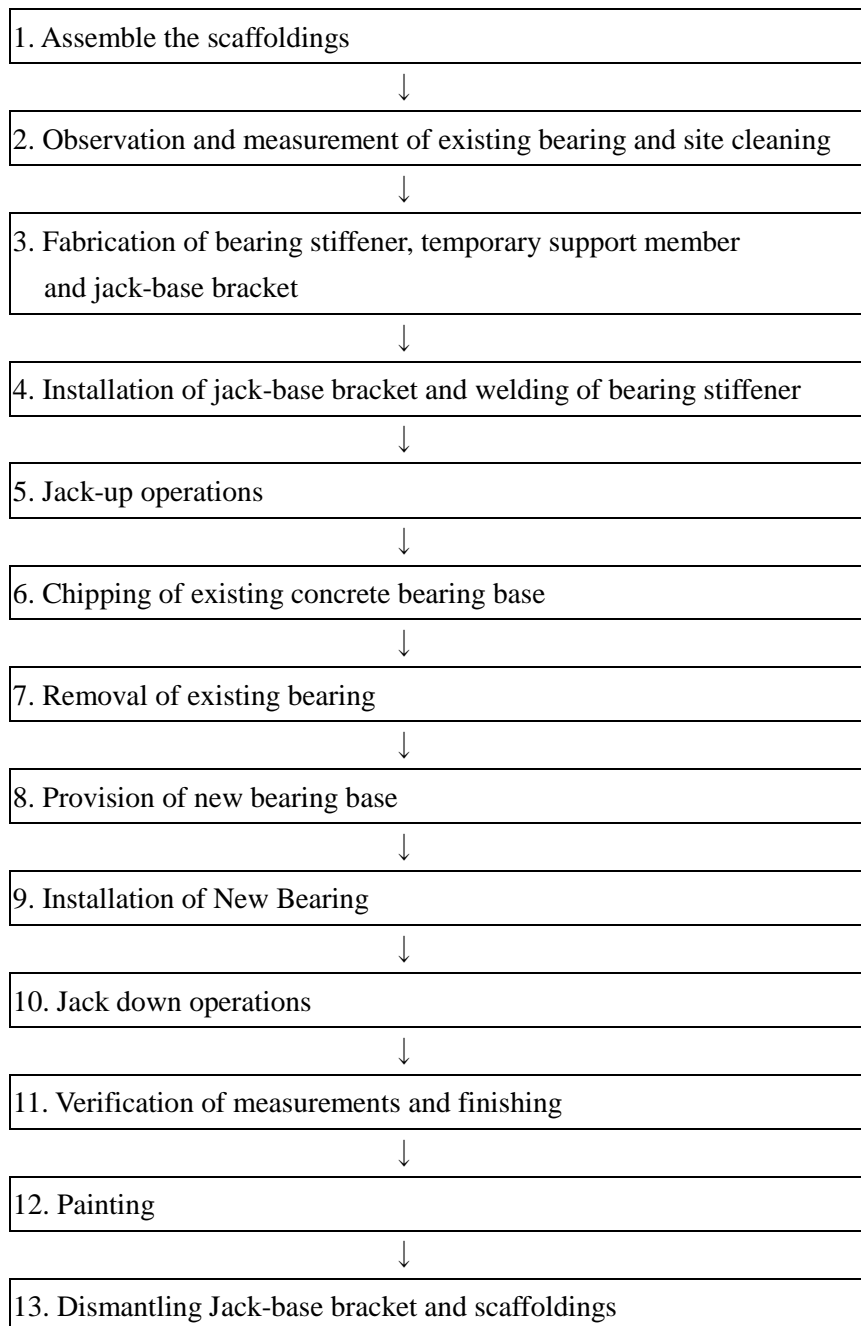 1. Assemble the scaffoldings
↓
2. Observation and measurement of existing bearing and site cleaning
↓
3. Fabrication of bearing stiffener, temporary support member
and jack-base bracket
↓
4. Installation of jack-base bracket and welding of bearing stiffener
↓
5. Jack-up operations
↓
6. Chipping of existing concrete bearing base
↓
7. Removal of existing bearing
↓
8. Provision of new bearing base
↓
9. Installation of New Bearing
↓
10. Jack down operations
↓
11. Verification of measurements and finishing
↓
12. Painting
↓
13. Dismantling Jack-base bracket and scaffoldings